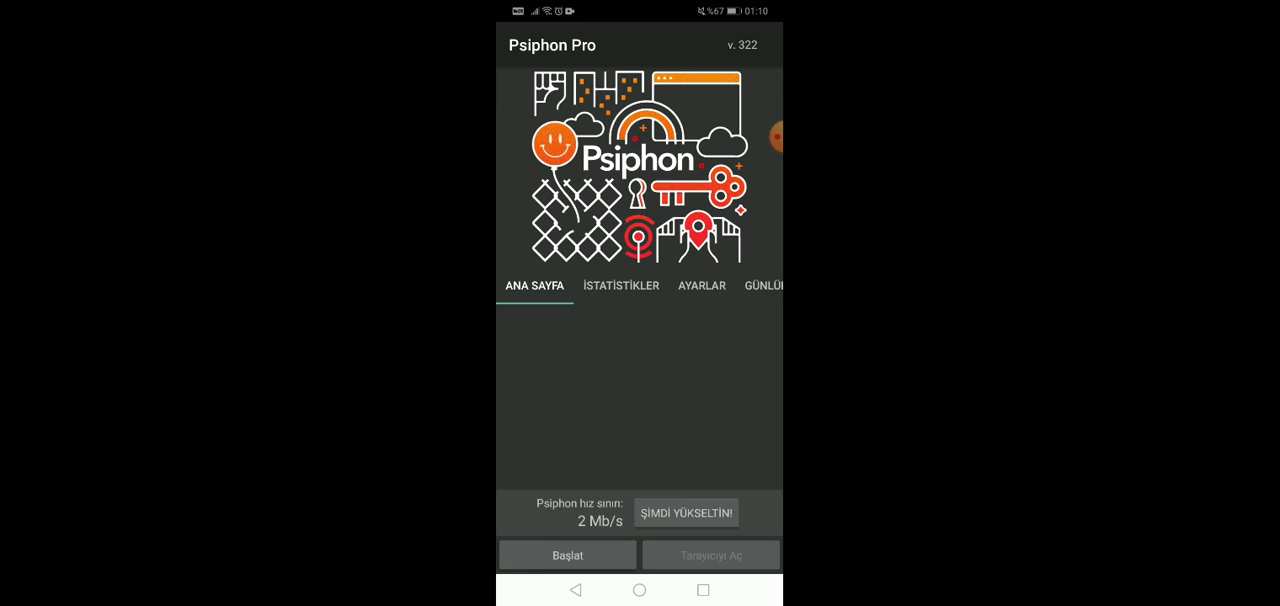 %67 01:10
Psiphon Pro v. 322
Psiphon
ANA SAYFA İSTATİSTİKLER AYARLAR GÜNLÜ
Psiphon hız sınırı:
2 Mb/s
ŞİMDİ YÜKSELTİN!
Başlat Tarayıcıyı Aç